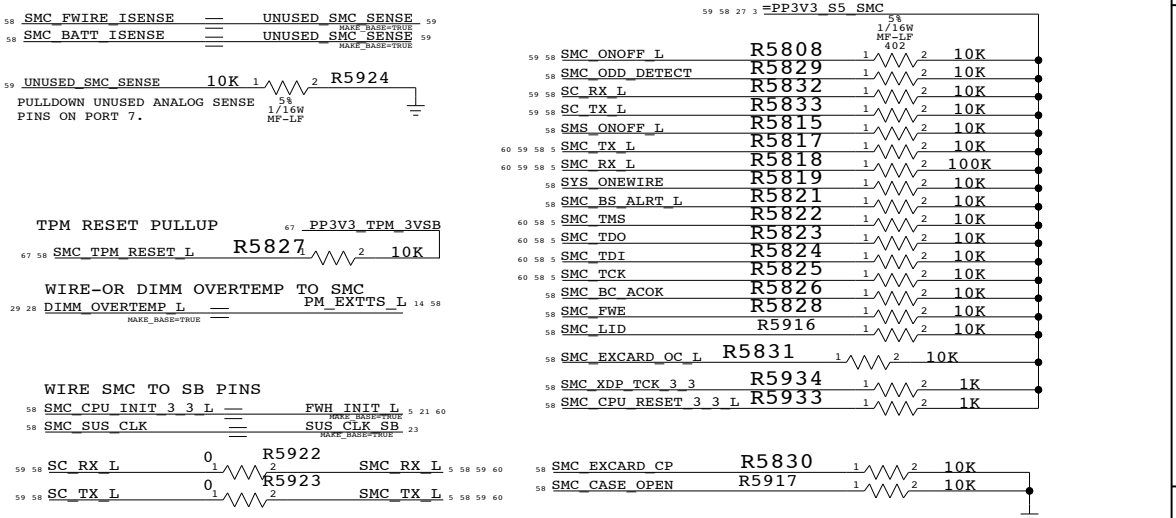 58 SMC_FWIRE_ISENSE UNUSED_SMC_SENSE 59
MAKE_BASE=TRUE
58 SMC_BATT_ISENSE UNUSED_SMC_SENSE 59
MAKE_BASE=TRUE
59 UNUSED_SMC_SENSE 10K 1 2 R5924
5%
1/16W
MF-LF
PULLDOWN UNUSED ANALOG SENSE
PINS ON PORT 7.
TPM RESET PULLUP
67 PP3V3_TPM_3VSB
67 58 SMC_TPM_RESET_L R5827 1 2 10K
WIRE-OR DIMM OVERTEMP TO SMC
29 28 DIMM_OVERTEMP_L PM_EXTTS_L 14 58
MAKE_BASE=TRUE
WIRE SMC TO SB PINS
58 SMC_CPU_INIT_3_3_L FWH_INIT_L 5 21 60
MAKE_BASE=TRUE
58 SMC_SUS_CLK SUS_CLK_SB 23
MAKE_BASE=TRUE
59 58 SC_RX_L 0 1 2 R5922 SMC_RX_L 5 58 59 60
59 58 SC_TX_L 0 1 2 R5923 SMC_TX_L 5 58 59 60
59 58 27 3 =PP3V3_S5_SMC
5%
1/16W
MF-LF
402
59 58 SMC_ONOFF_L R5808 1 2 10K
58 SMC_ODD_DETECT R5829 1 2 10K
59 58 SC_RX_L R5832 1 2 10K
59 58 SC_TX_L R5833 1 2 10K
58 SMS_ONOFF_L R5815 1 2 10K
60 59 58 5 SMC_TX_L R5817 1 2 10K
60 59 58 5 SMC_RX_L R5818 1 2 100K
58 SYS_ONEWIRE R5819 1 2 10K
58 SMC_BS_ALRT_L R5821 1 2 10K
60 58 5 SMC_TMS R5822 1 2 10K
60 58 5 SMC_TDO R5823 1 2 10K
60 58 5 SMC_TDI R5824 1 2 10K
60 58 5 SMC_TCK R5825 1 2 10K
58 SMC_BC_ACOK R5826 1 2 10K
58 SMC_FWE R5828 1 2 10K
58 SMC_LID R5916 1 2 10K
58 SMC_EXCARD_OC_L R5831 1 2 10K
58 SMC_XDP_TCK_3_3 R5934 1 2 1K
58 SMC_CPU_RESET_3_3_L R5933 1 2 1K
58 SMC_EXCARD_CP R5830 1 2 10K
58 SMC_CASE_OPEN R5917 1 2 10K